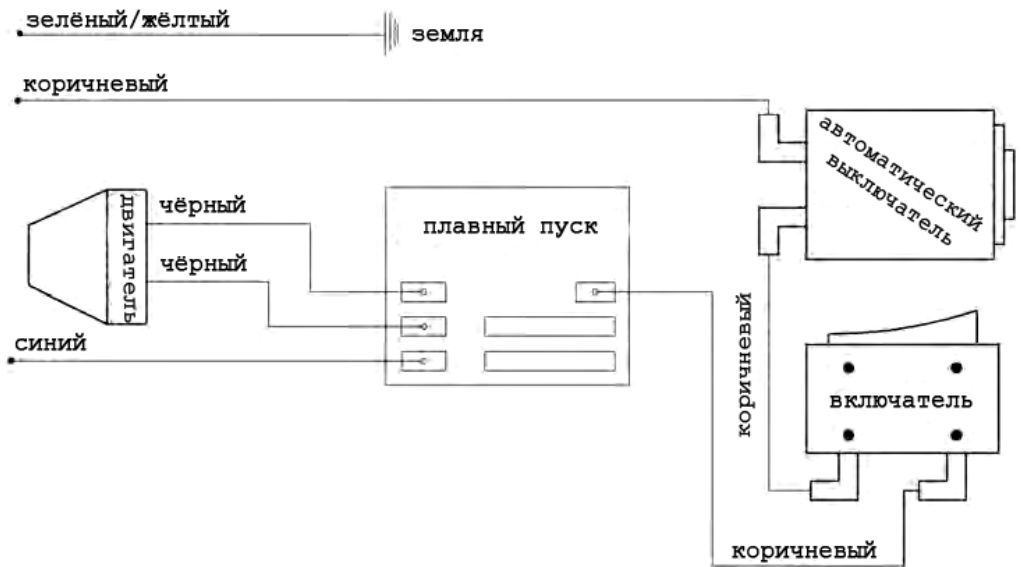 зелёный/жёлтый
земля
коричневый
автоматический
выключатель
двигатель
чёрный
чёрный
плавный пуск
синий
коричневый
включатель
коричневый